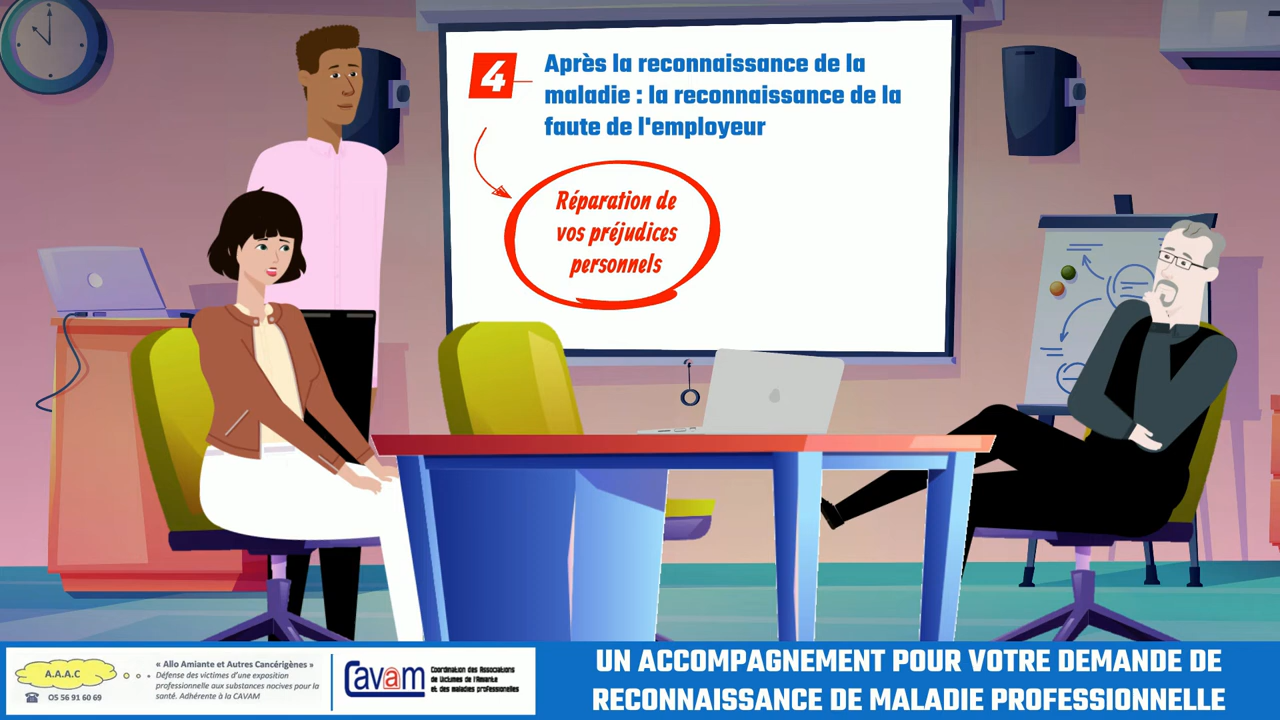 4
Après la reconnaissance de la
maladie : la reconnaissance de la
faute de l'employeur
Réparation de
vos préjudices
personnels
A.A.A.C
05 56 91 60 69
« Allo Amiante et Autres Cancérigènes »
Défense des victimes d'une exposition
professionnelle aux substances nocives pour la
santé. Adhérente à la CAVAM
Cavam
Coordination des Associations
de Victimes de l'Amiante
et des maladies professionnelles
UN ACCOMPAGNEMENT POUR VOTRE DEMANDE DE
RECONNAISSANCE DE MALADIE PROFESSIONNELLE